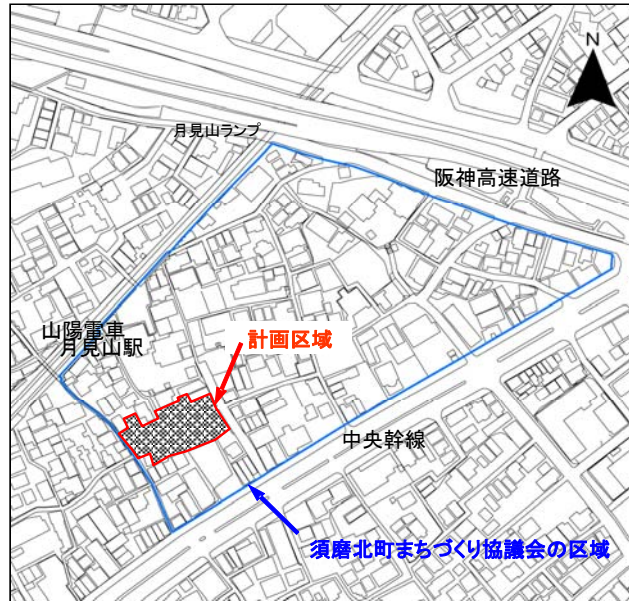 N
月見山ランプ
阪神高速道路
山陽電車
月見山駅
計画区域
中央幹線
須磨北町まちづくり協議会の区域